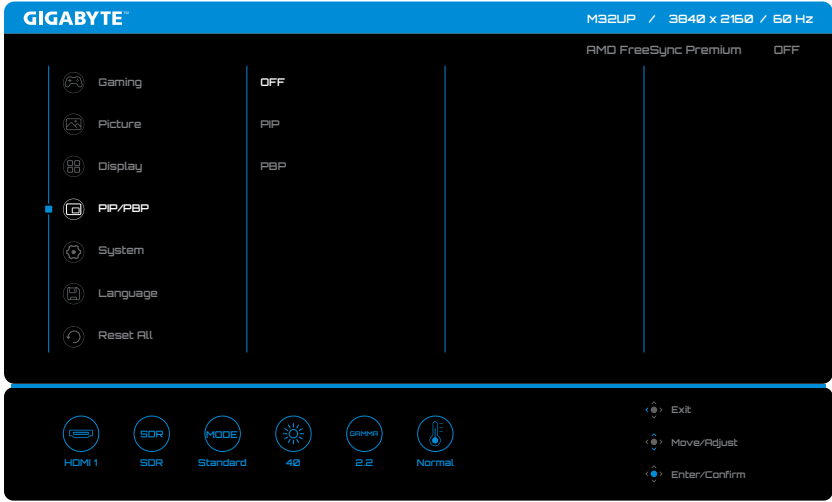 GIGABYTE™ M32UP / 3840 x 2160 / 60 Hz
AMD FreeSync Premium OFF
Gaming OFF
Picture PIP
Display PBP
PIP/PBP
System
Language
Reset All
Exit
SDR MODE GAMMA
Move/Adjust
HDMI 1 SDR Standard 40 2.2 Normal
Enter/Confirm